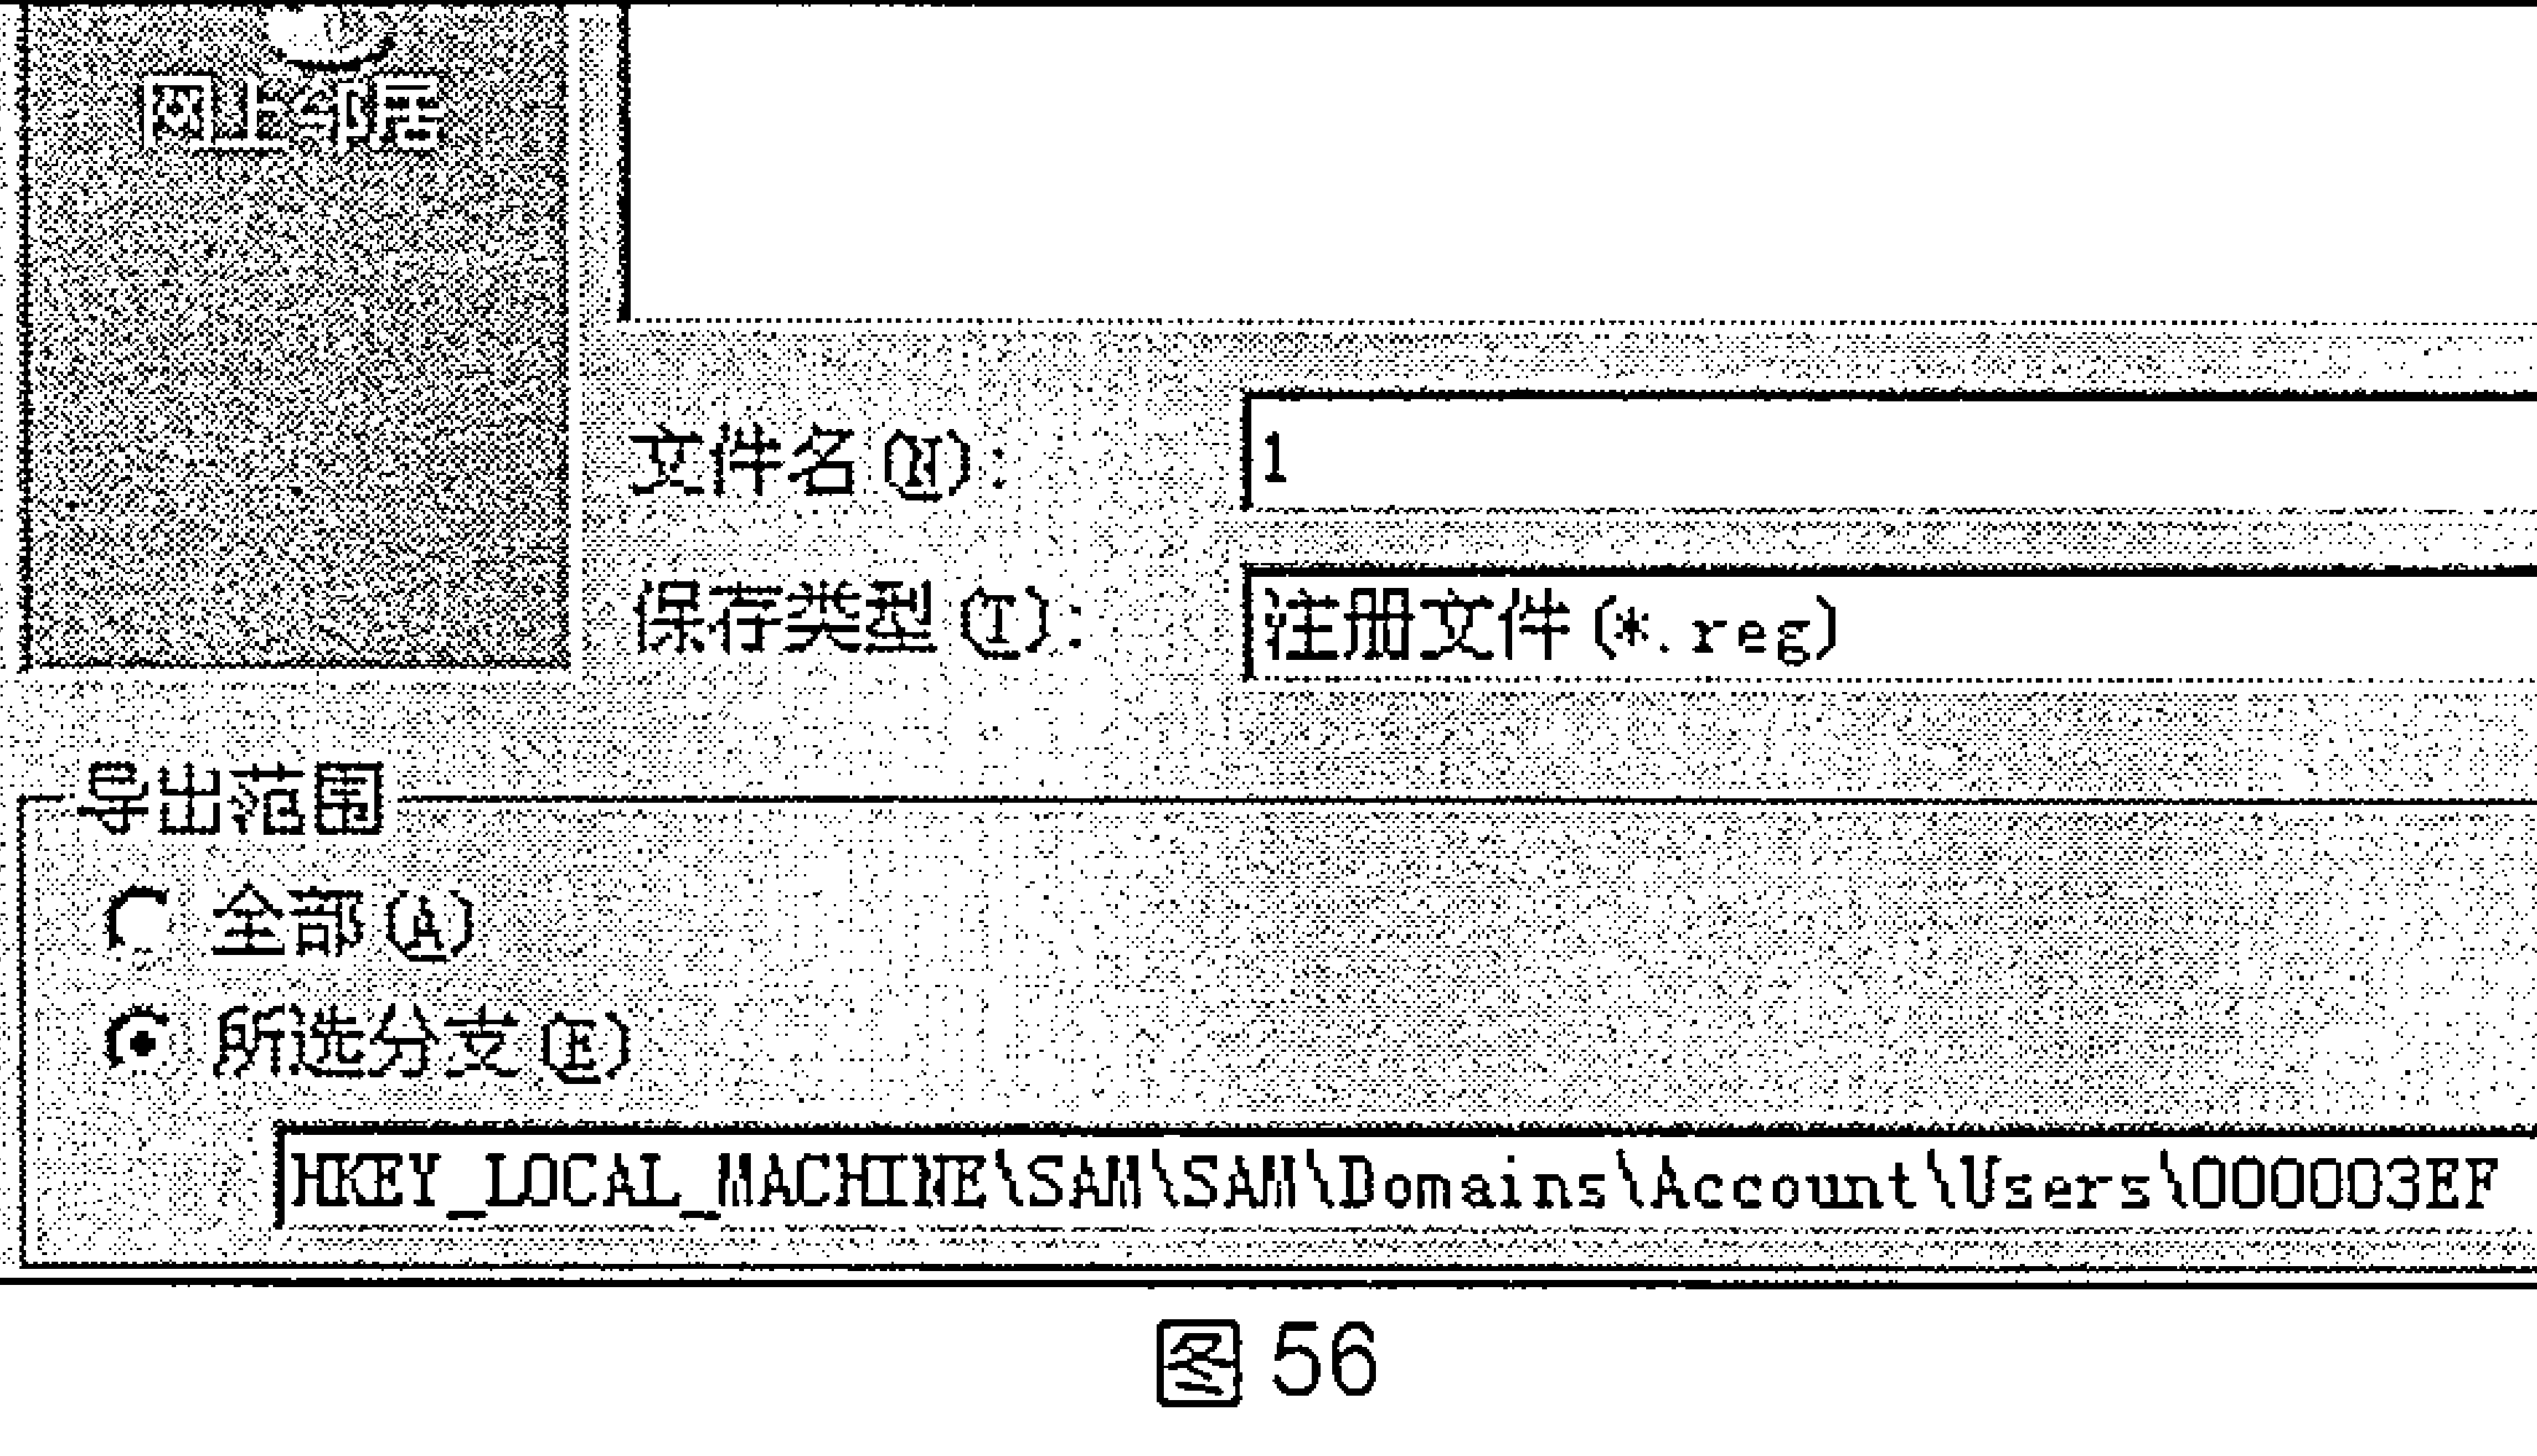 网上邻居
文件名(N): 1
保存类型(T): 注册文件(*.reg)
导出范围
全部(A)
所选分支(E)
HKEY_LOCAL_MACHINE\SAM\SAM\Domains\Account\Users\000003EF
图 56